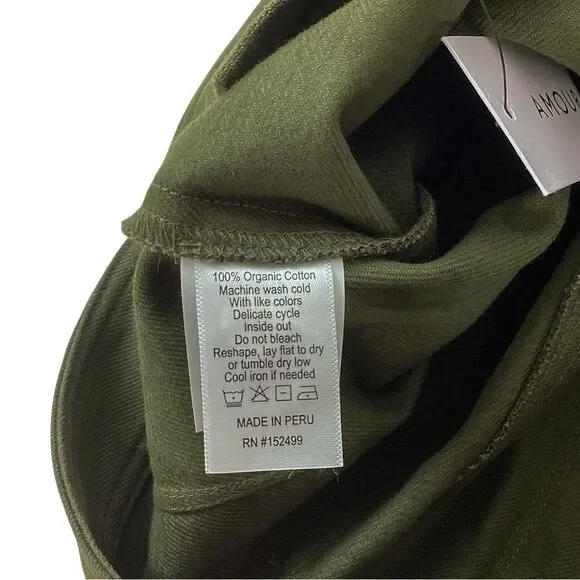 AMOUR
100% Organic Cotton
Machine wash cold
With like colors
Delicate cycle
inside out
Do not bleach
Reshape, lay flat to dry
or tumble dry low
Cool iron if needed
MADE IN PERU
RN #152499